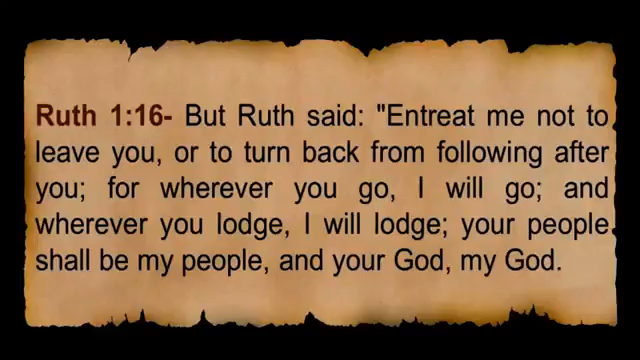 Ruth 1:16- But Ruth said: "Entreat me not to
leave you, or to turn back from following after
you; for wherever you go, I will go; and
wherever you lodge, I will lodge; your people
shall be my people, and your God, my God.